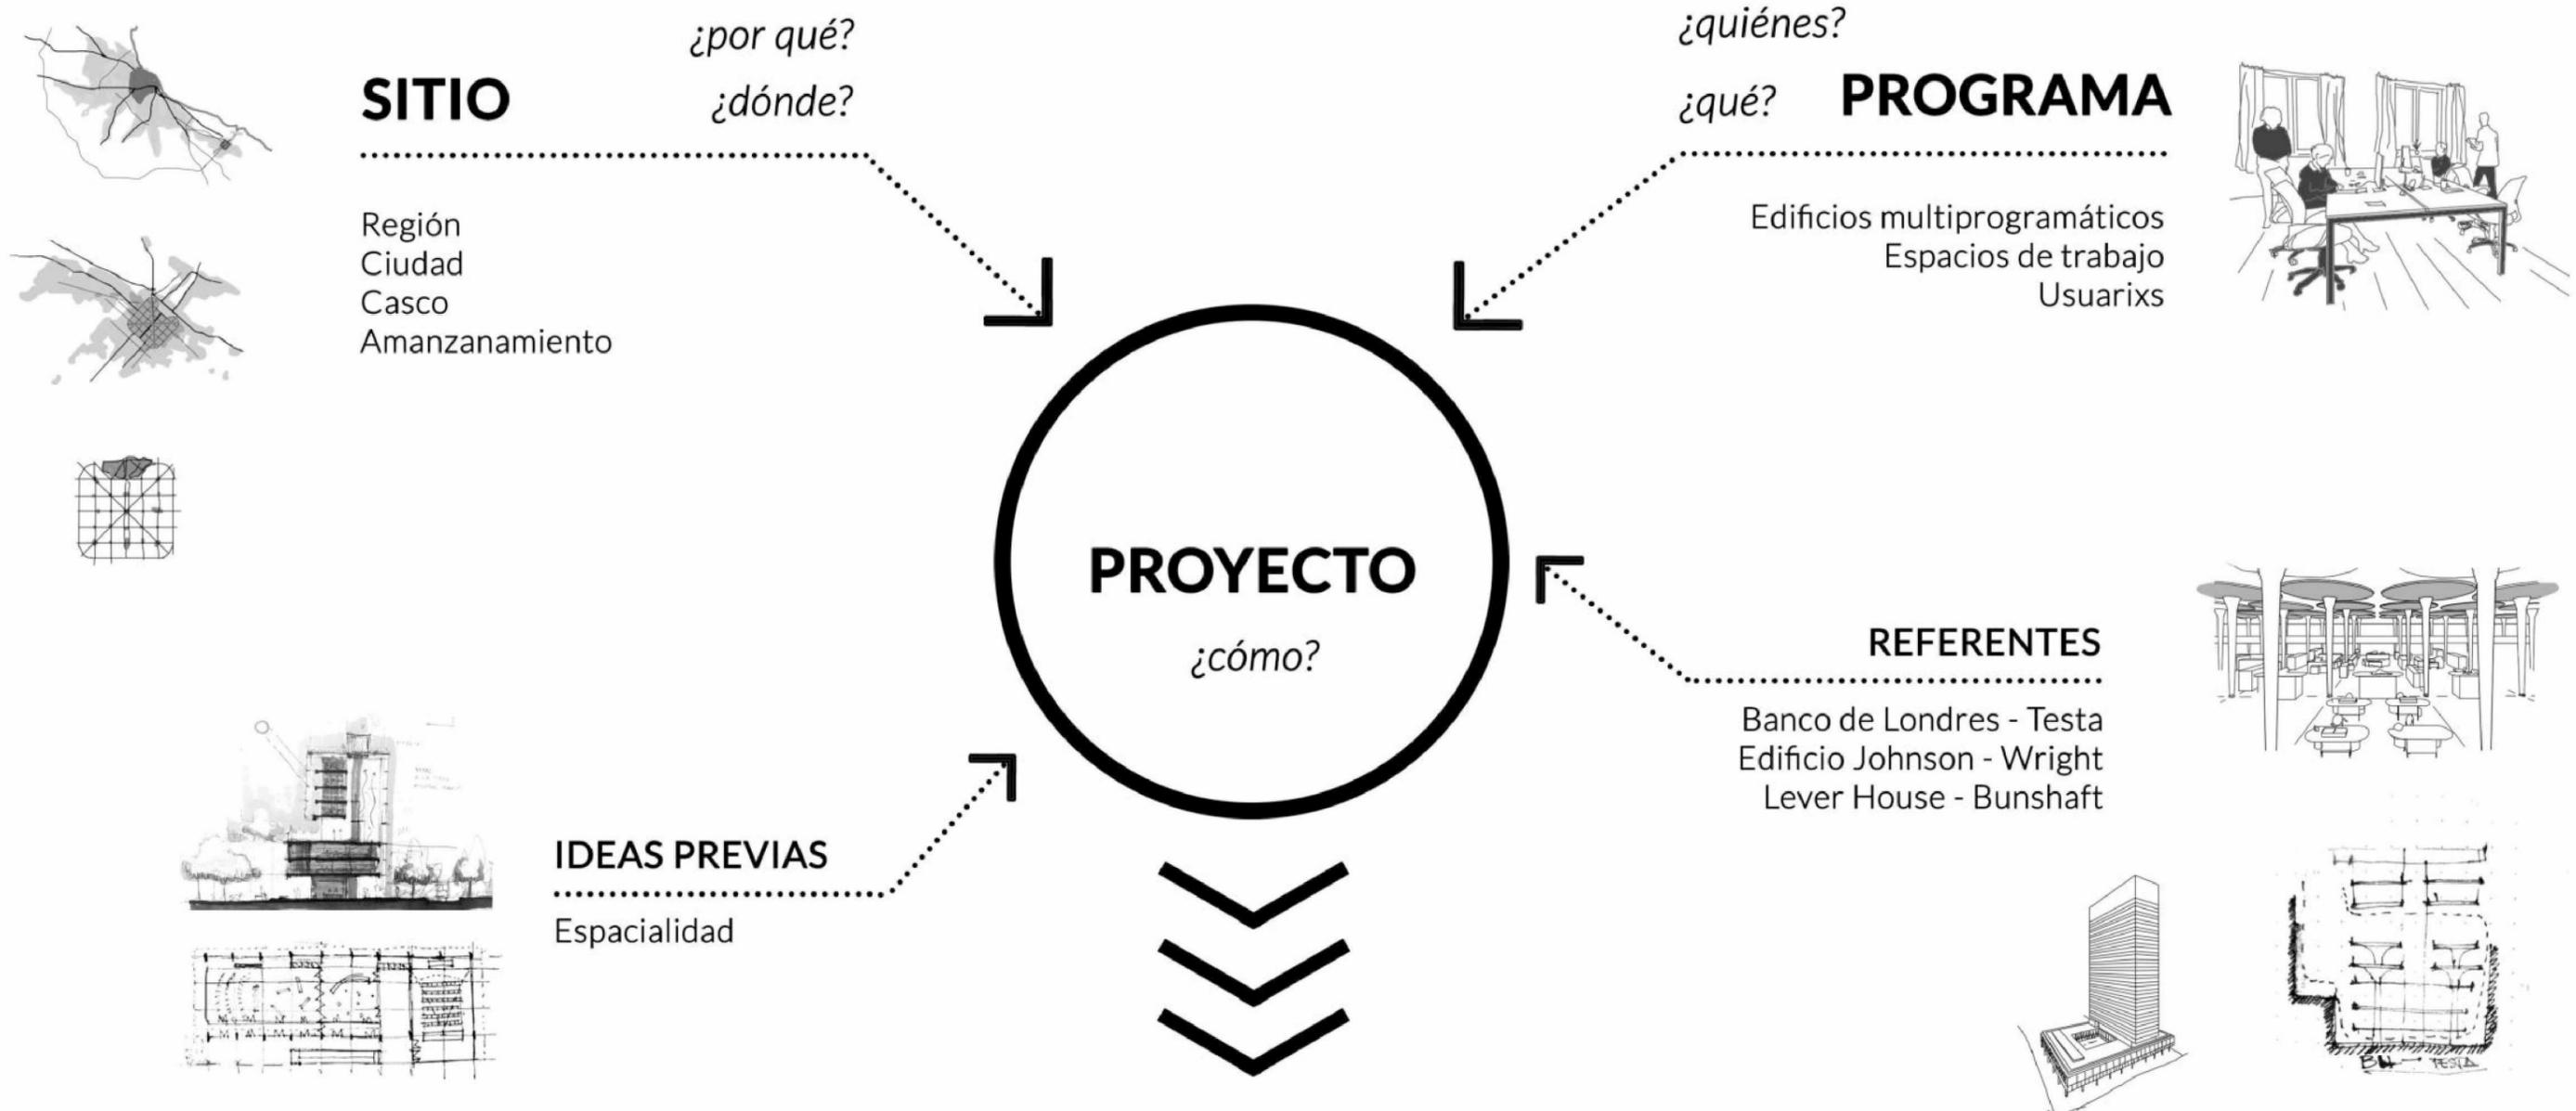 ¿por qué?
SITIO
¿dónde?
Región
Ciudad
Casco
Amanzanamiento
¿quiénes?
¿qué?
PROGRAMA
Edificios multiprogramáticos
Espacios de trabajo
Usuarixs
PROYECTO
¿cómo?
REFERENTES
Banco de Londres - Testa
Edificio Johnson - Wright
Lever House - Bunshaft
IDEAS PREVIAS
Espacialidad
TESTA